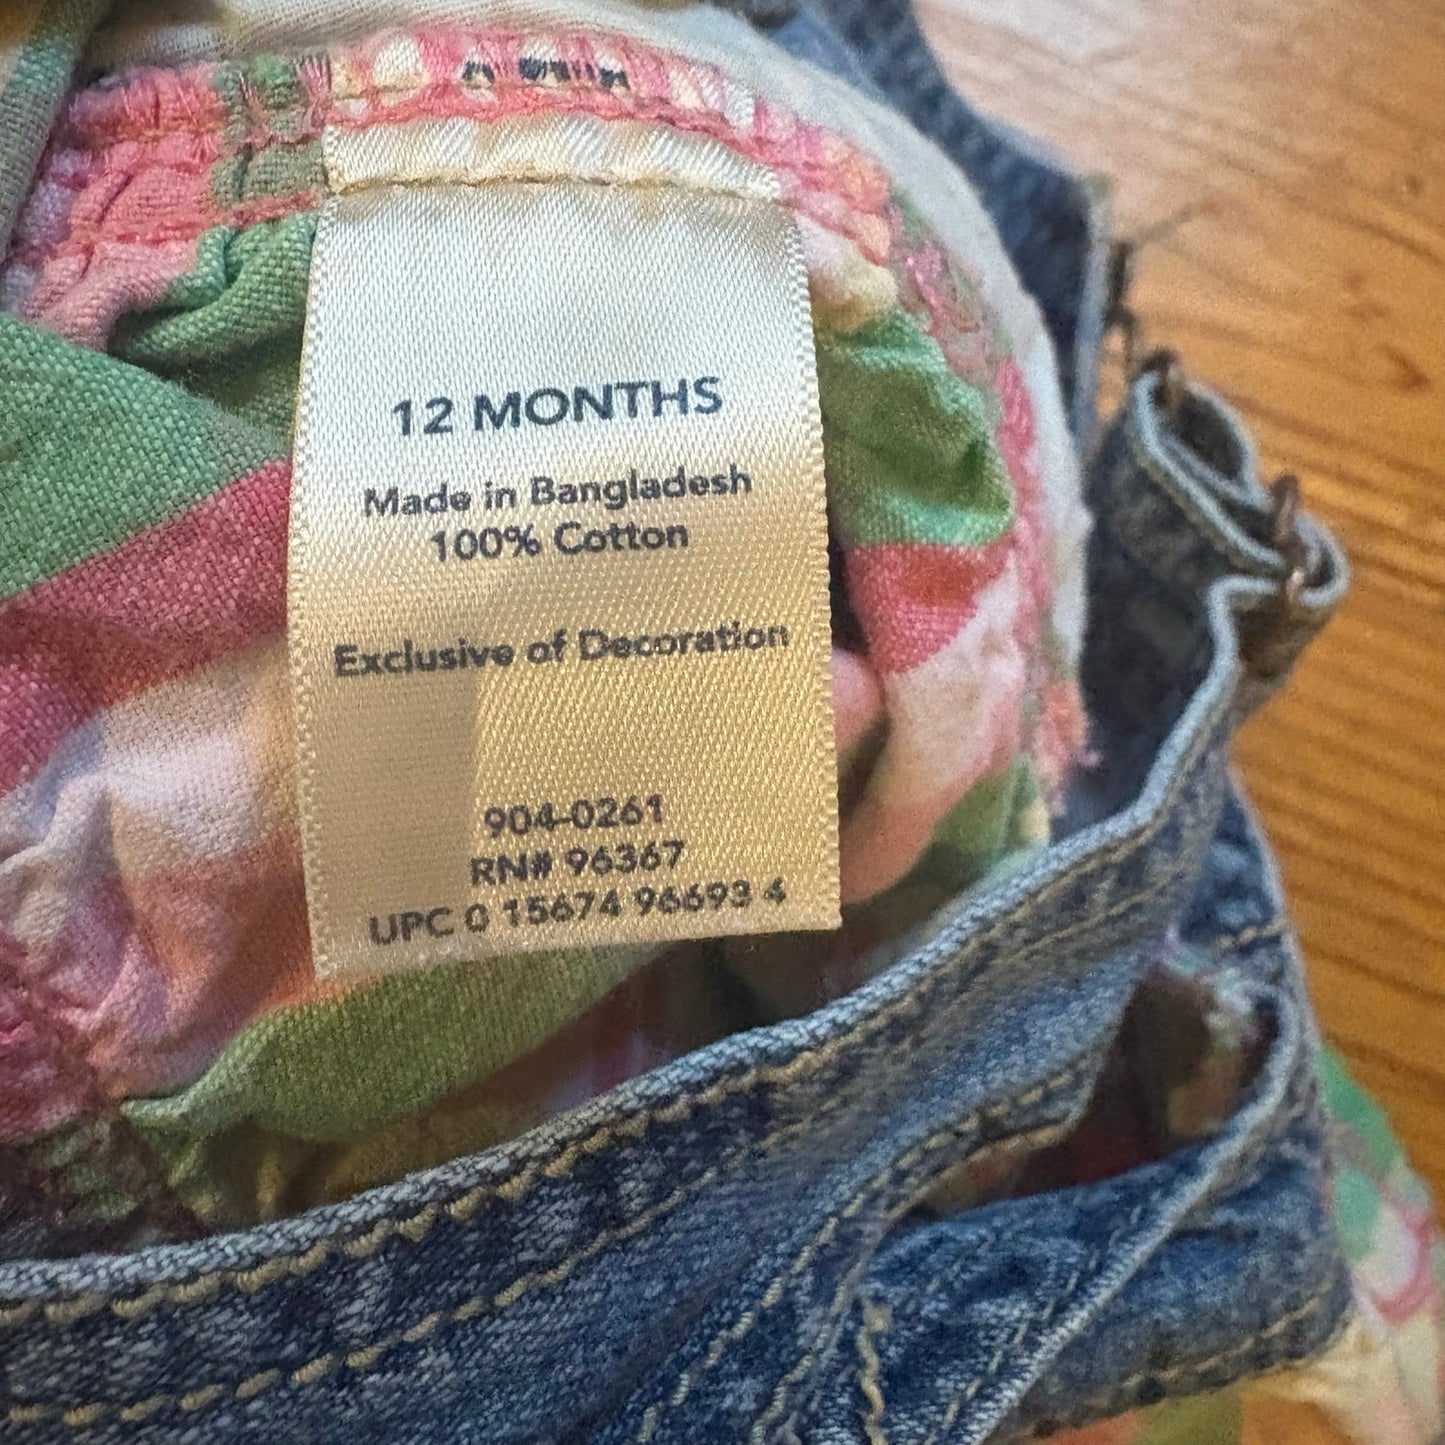 12 MONTHS
Made in Bangladesh
100% Cotton
Exclusive of Decoration
904-0261
RN# 96367
UPC 0 15674 96693 4